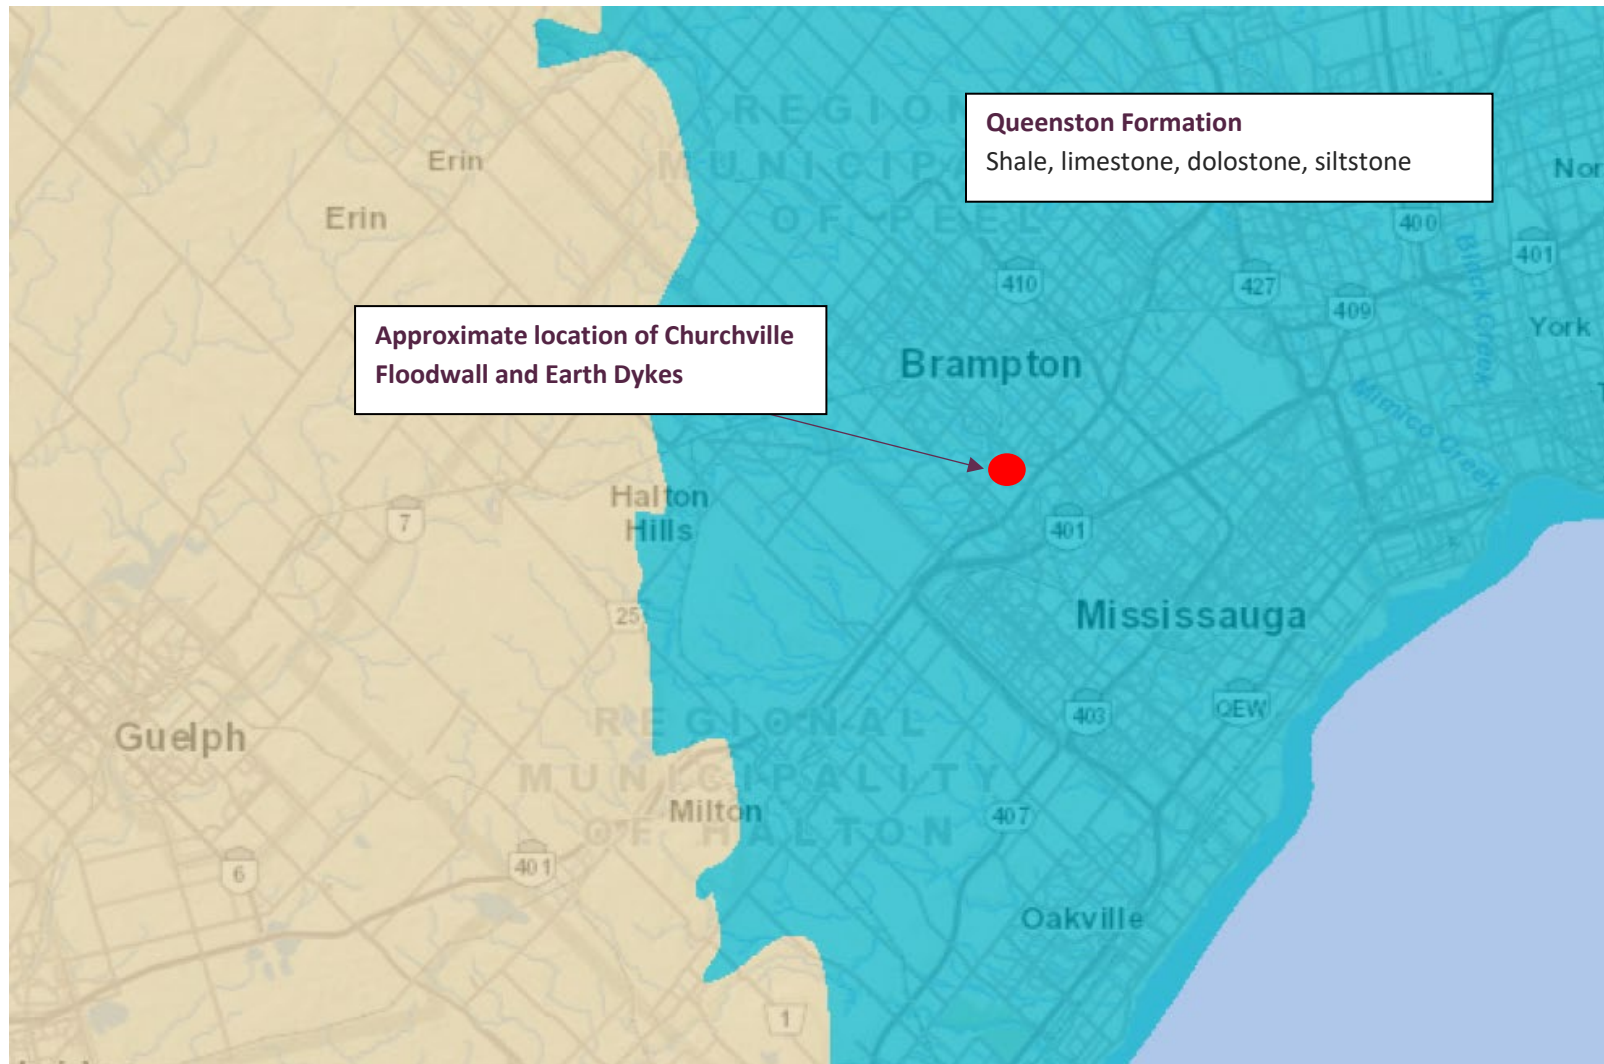 REGION
MUNICIPA
OF PEEL
Queenston Formation
Shale, limestone, dolostone, siltstone
Nor
Erin
Erin
400
401
Black Creek
410
427
409
York
Approximate location of Churchville
Floodwall and Earth Dykes
Brampton
Mimico Creek
Halton
Hills
7
401
25
Mississauga
Guelph
REGIONAL
MUNICIPALITY
OF HALTON
403
QEW
Milton
407
401
6
Oakville
1